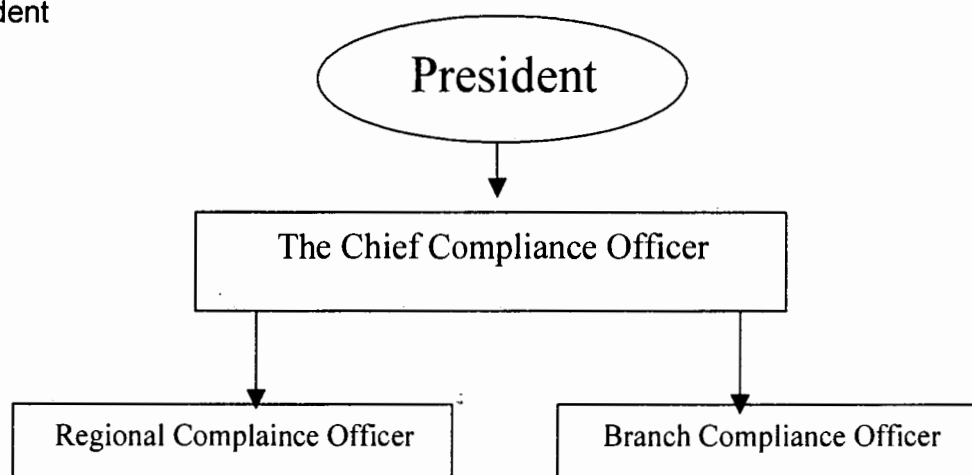 dent
President
The Chief Compliance Officer
Regional Complaince Officer
Branch Compliance Officer